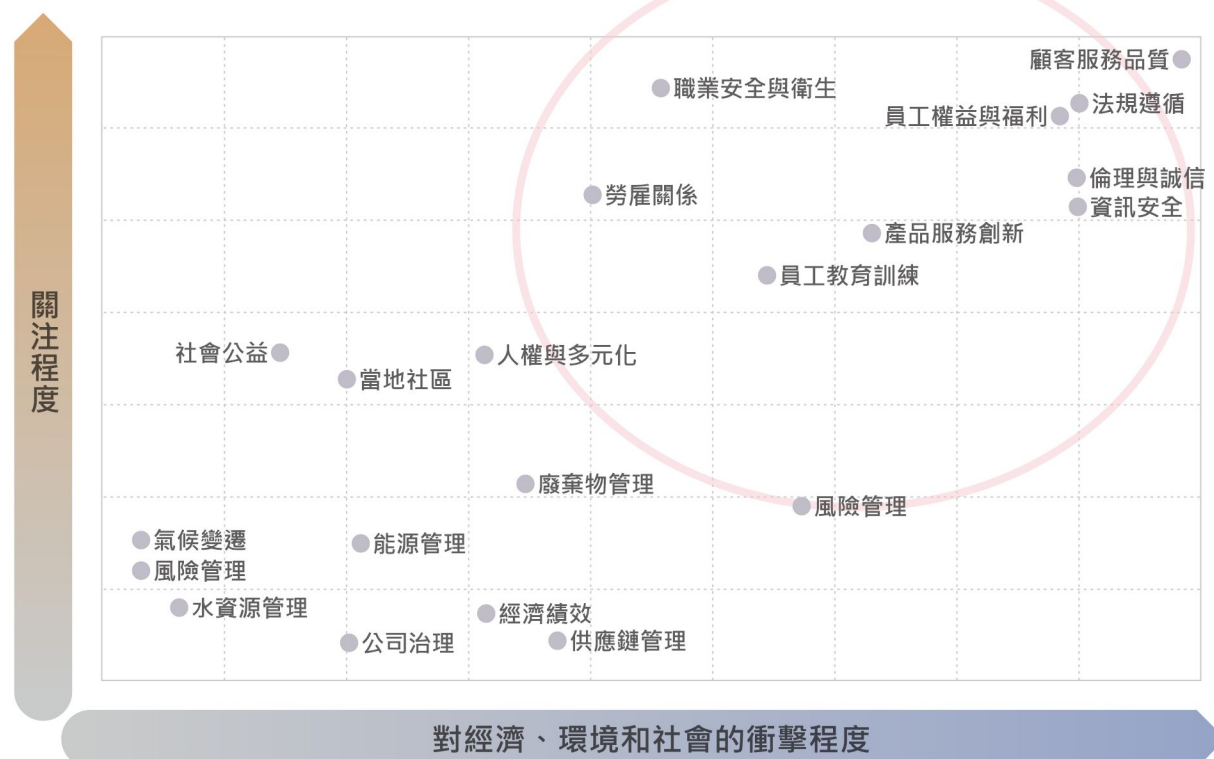 顧客服務品質
職業安全與衛生
法規遵循
員工權益與福利
倫理與誠信
勞雇關係
資訊安全
產品服務創新
員工教育訓練
關注程度
社會公益
人權與多元化
當地社區
廢棄物管理
風險管理
氣候變遷
能源管理
風險管理
水資源管理
經濟績效
公司治理
供應鏈管理
對經濟、環境和社會的衝擊程度